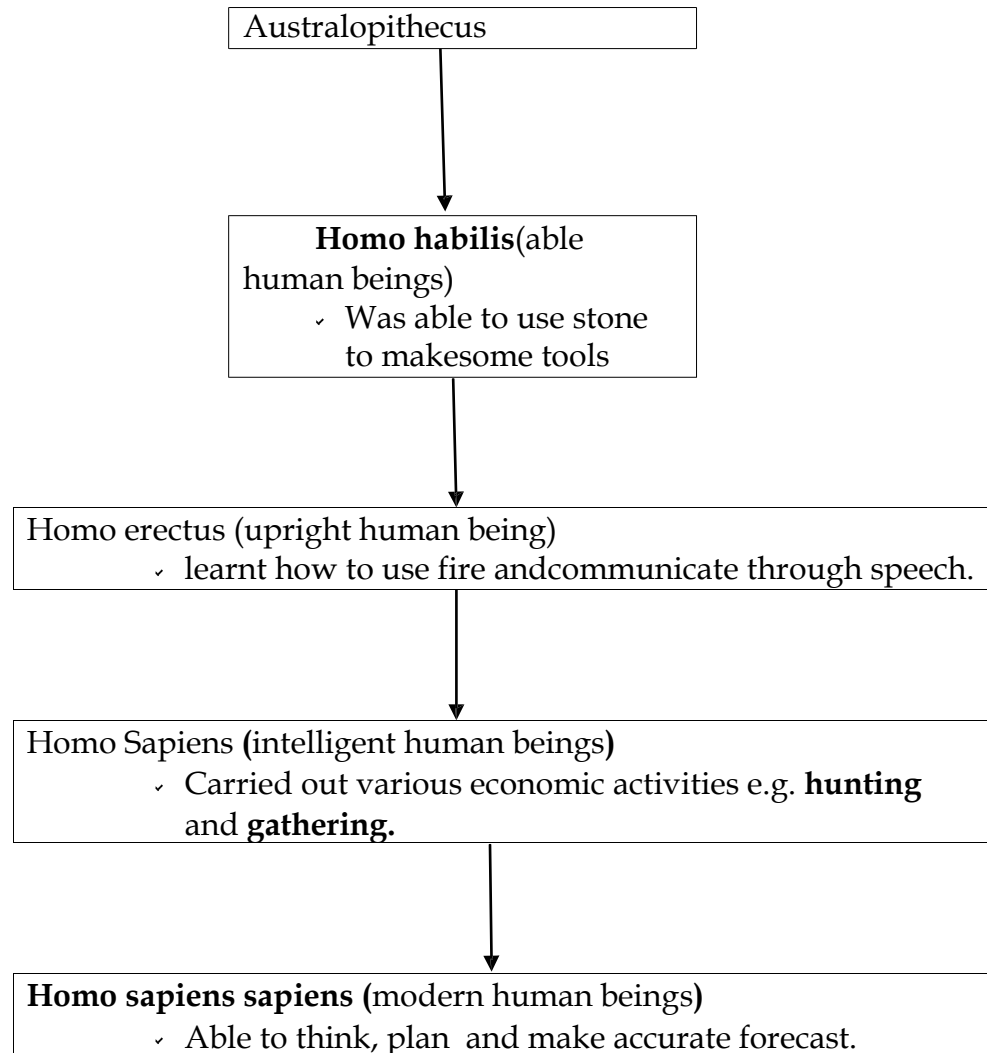 Australopithecus
Homo habilis(able
human beings)
✓ Was able to use stone
to makesome tools
Homo erectus (upright human being)
✓ learnt how to use fire andcommunicate through speech.
Homo Sapiens (intelligent human beings)
✓ Carried out various economic activities e.g. hunting
and gathering.
Homo sapiens sapiens (modern human beings)
✓ Able to think, plan and make accurate forecast.